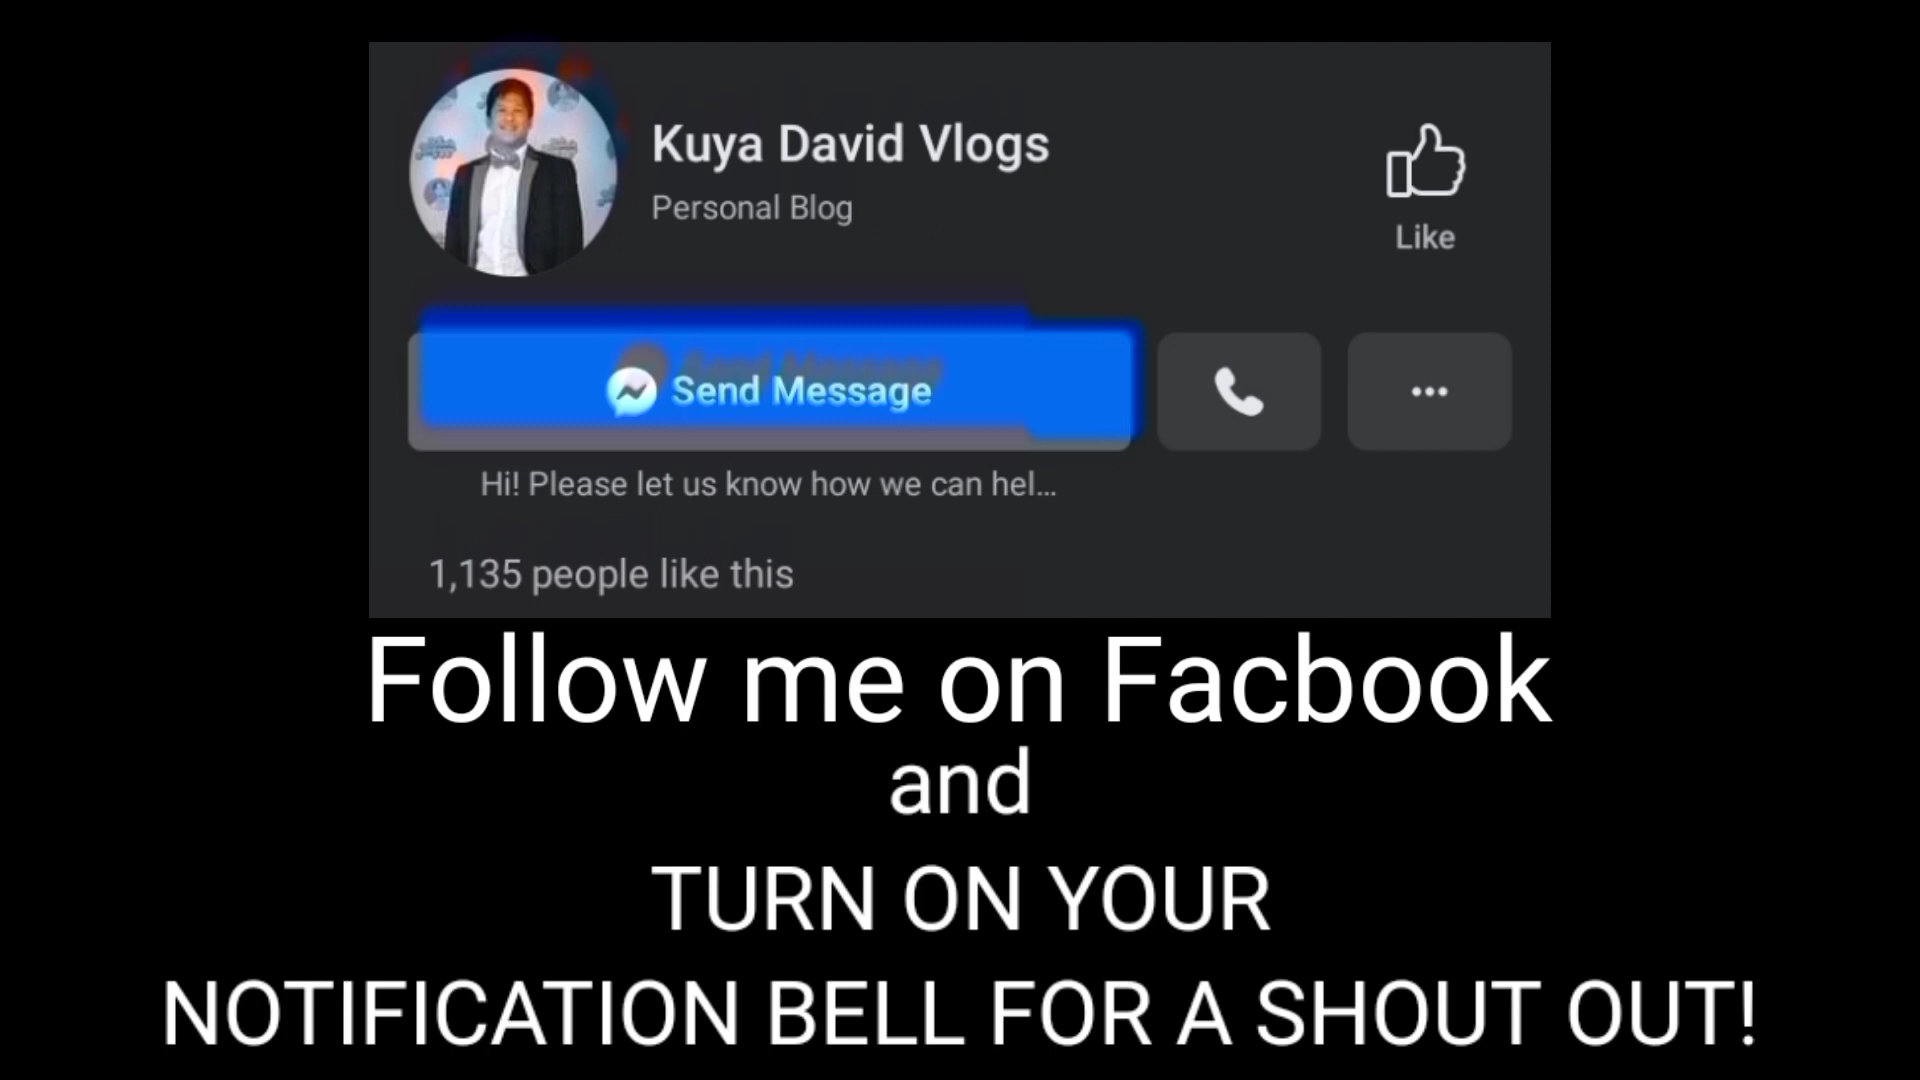 Kuya David Vlogs
Personal Blog
Like
Send Message
Hi! Please let us know how we can hel...
1,135 people like this
Follow me on Facbook
and
TURN ON YOUR
NOTIFICATION BELL FOR A SHOUT OUT!